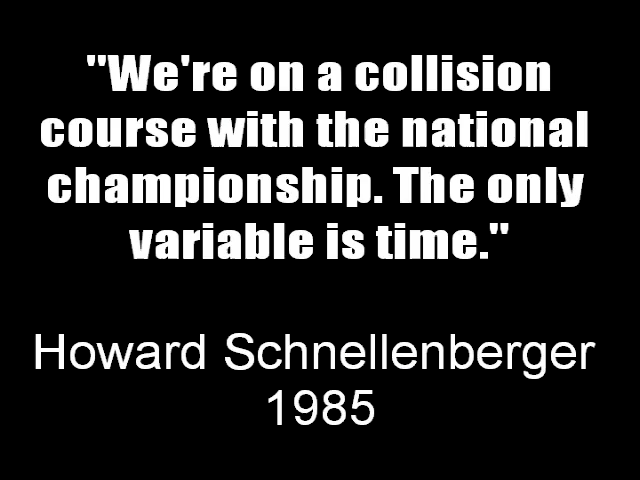 "We're on a collision
course with the national
championship. The only
variable is time."
Howard Schnellenberger
1985